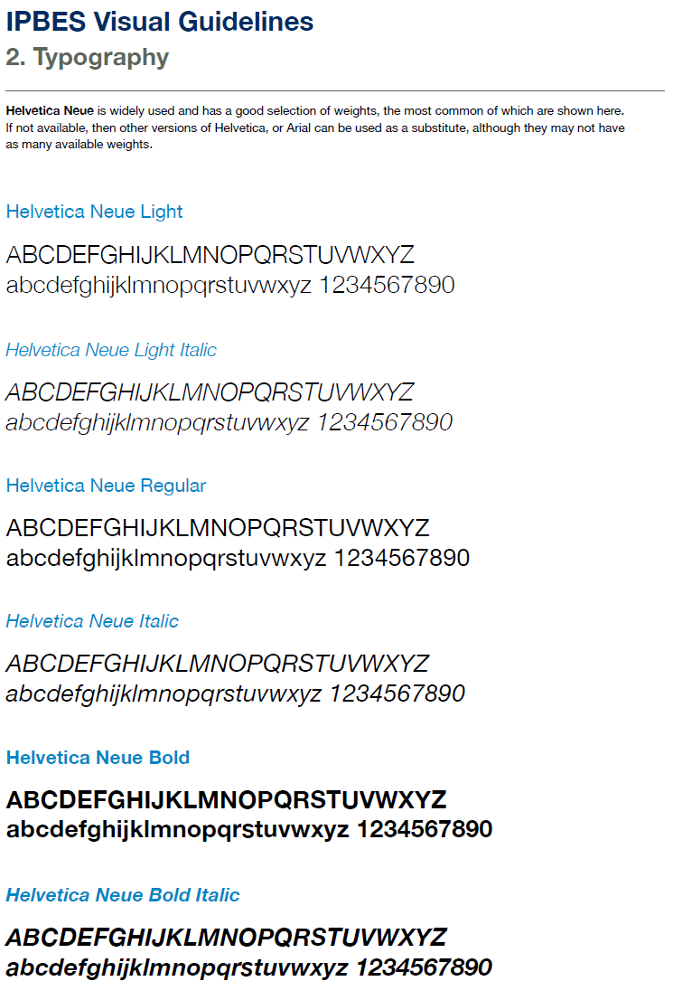 IPBES Visual Guidelines
2. Typography
Helvetica Neue is widely used and has a good selection of weights, the most common of which are shown here.
If not available, then other versions of Helvetica, or Arial can be used as a substitute, although they may not have
as many available weights.
Helvetica Neue Light
ABCDEFGHIJKLMNOPQRSTUVWXYZ
abcdefghijklmnopqrstuvwxyz 1234567890
Helvetica Neue Light Italic
ABCDEFGHIJKLMNOPQRSTUVWXYZ
abcdefghijklmnopqrstuvwxyz 1234567890
Helvetica Neue Regular
ABCDEFGHIJKLMNOPQRSTUVWXYZ
abcdefghijklmnopqrstuvwxyz 1234567890
Helvetica Neue Italic
ABCDEFGHIJKLMNOPQRSTUVWXYZ
abcdefghijklmnopqrstuvwxyz 1234567890
Helvetica Neue Bold
ABCDEFGHIJKLMNOPQRSTUVWXYZ
abcdefghijklmnopqrstuvwxyz 1234567890
Helvetica Neue Bold Italic
ABCDEFGHIJKLMNOPQRSTUVWXYZ
abcdefghijklmnopqrstuvwxyz 1234567890